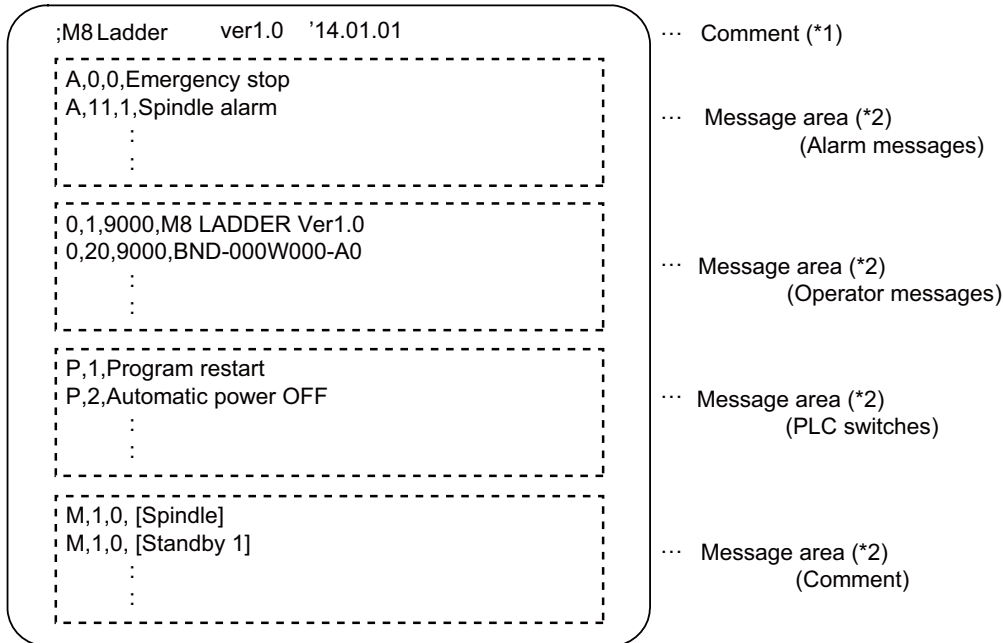 ;M8 Ladder ver1.0 '14.01.01 ··· Comment (*1)
A,0,0,Emergency stop
A,11,1,Spindle alarm
:
:
··· Message area (*2)
(Alarm messages)
0,1,9000,M8 LADDER Ver1.0
0,20,9000,BND-000W000-A0
:
:
··· Message area (*2)
(Operator messages)
P,1,Program restart
P,2,Automatic power OFF
:
:
··· Message area (*2)
(PLC switches)
M,1,0, [Spindle]
M,1,0, [Standby 1]
:
:
··· Message area (*2)
(Comment)